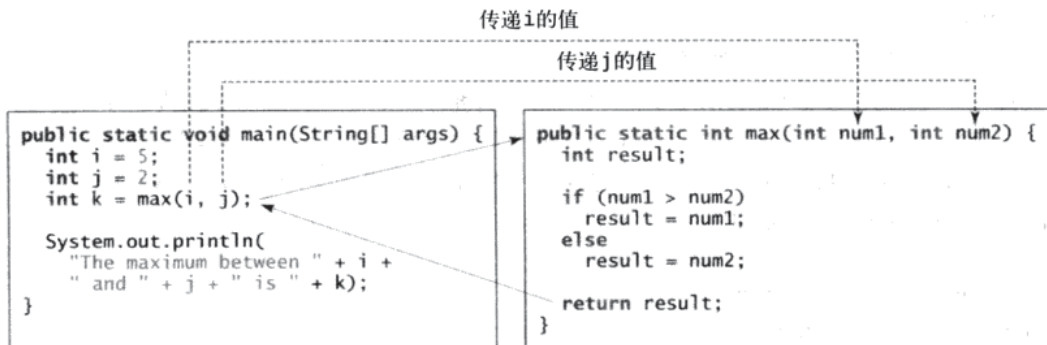 传递i的值
传递j的值
public static void main(String[] args) {
int i = 5;
int j = 2;
int k = max(i, j);
System.out.println(
"The maximum between " + i +
" and " + j + " is " + k);
}
public static int max(int num1, int num2) {
int result;
if (num1 > num2)
result = num1;
else
result = num2;
return result;
}